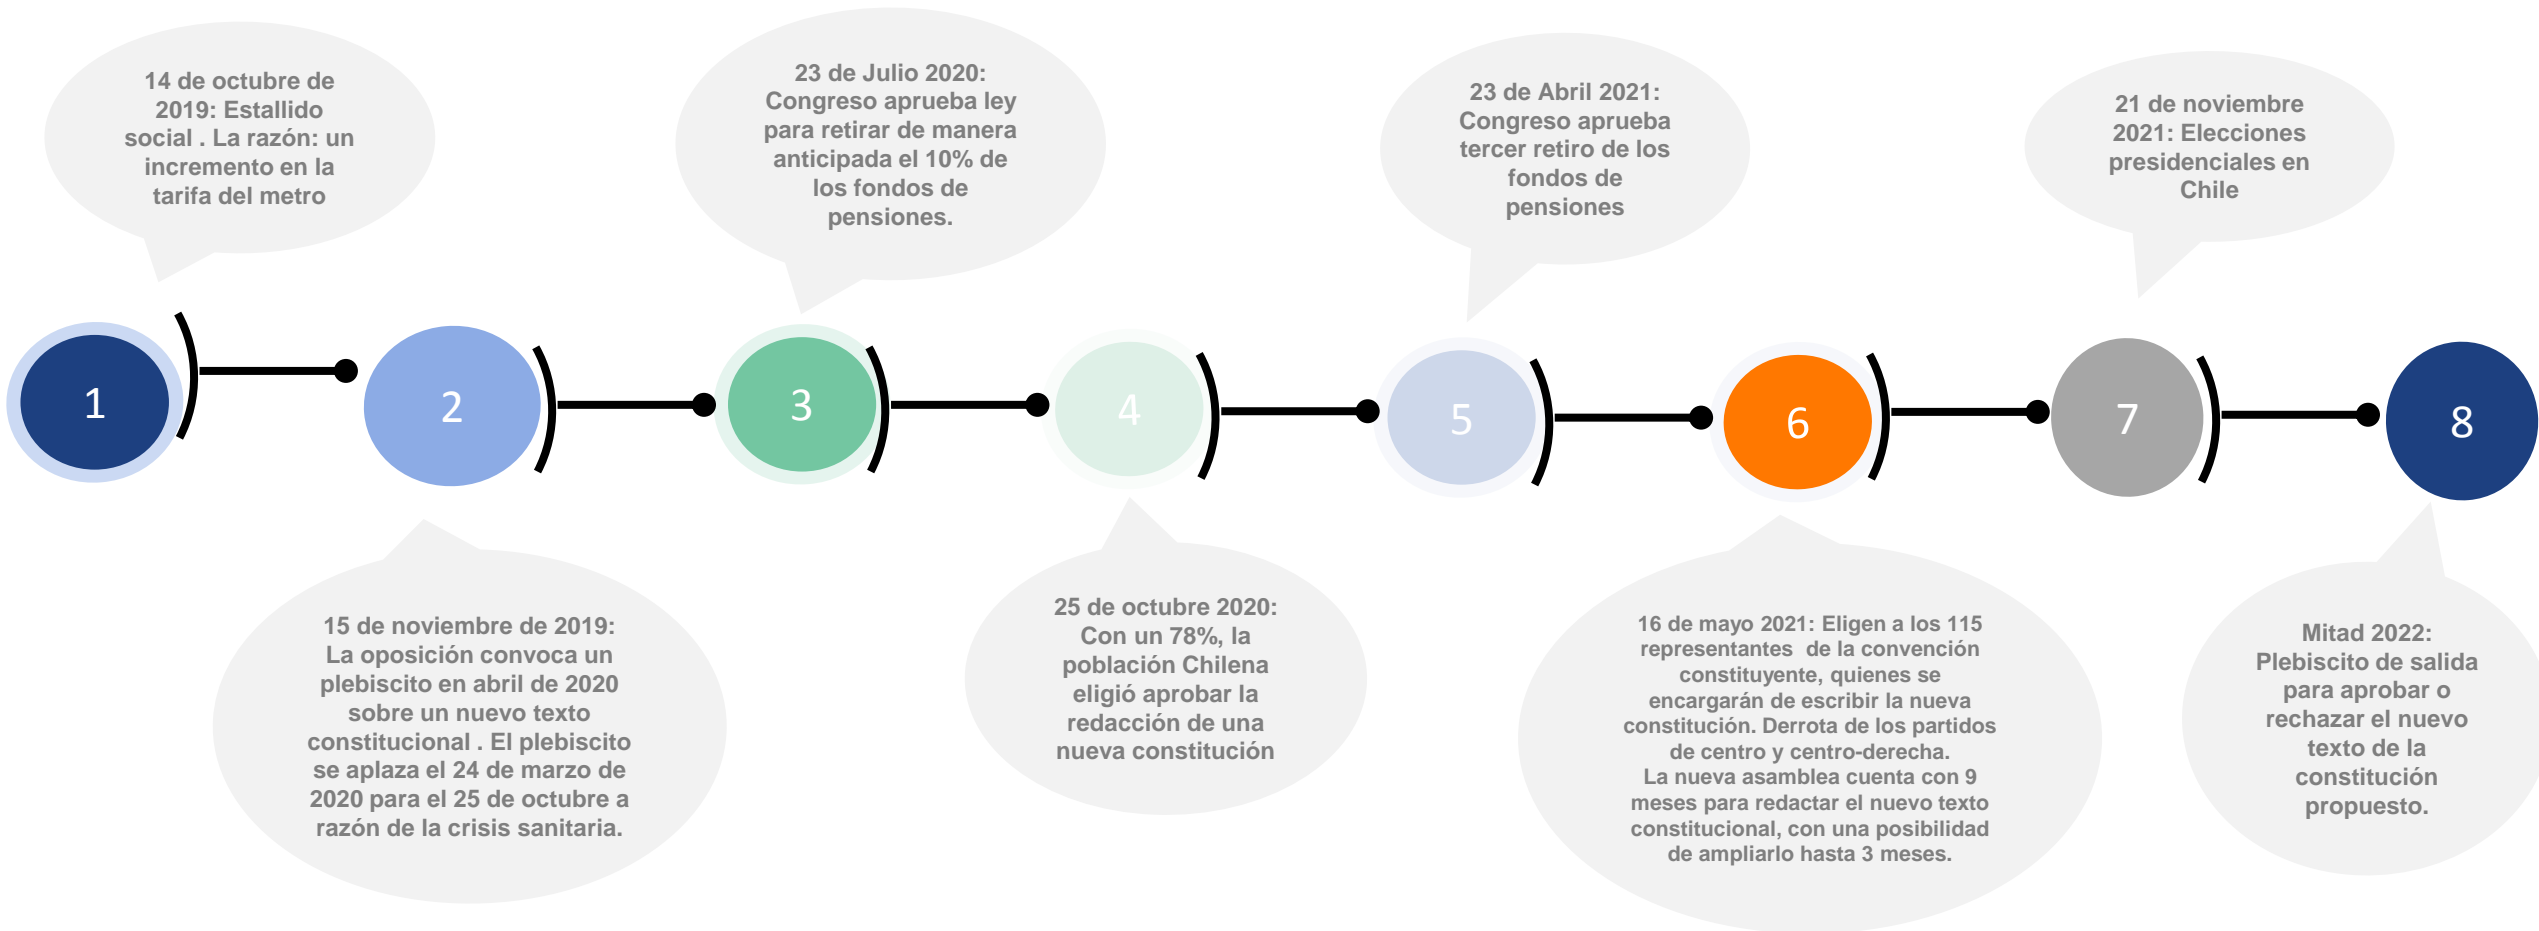 14 de octubre de
2019: Estallido
social . La razón: un
incremento en la
tarifa del metro
23 de Julio 2020:
Congreso aprueba ley
para retirar de manera
anticipada el 10% de
los fondos de
pensiones.
23 de Abril 2021:
Congreso aprueba
tercer retiro de los
fondos de
pensiones
21 de noviembre
2021: Elecciones
presidenciales en
Chile
1
2
3
4
5
6
7
8
15 de noviembre de 2019:
La oposición convoca un
plebiscito en abril de 2020
sobre un nuevo texto
constitucional . El plebiscito
se aplaza el 24 de marzo de
2020 para el 25 de octubre a
razón de la crisis sanitaria.
25 de octubre 2020:
Con un 78%, la
población Chilena
eligió aprobar la
redacción de una
nueva constitución
16 de mayo 2021: Eligen a los 115
representantes  de la convención
constituyente, quienes se
encargarán de escribir la nueva
constitución. Derrota de los partidos
de centro y centro-derecha.
La nueva asamblea cuenta con 9
meses para redactar el nuevo texto
constitucional, con una posibilidad
de ampliarlo hasta 3 meses.
Mitad 2022:
Plebiscito de salida
para aprobar o
rechazar el nuevo
texto de la
constitución
propuesto.